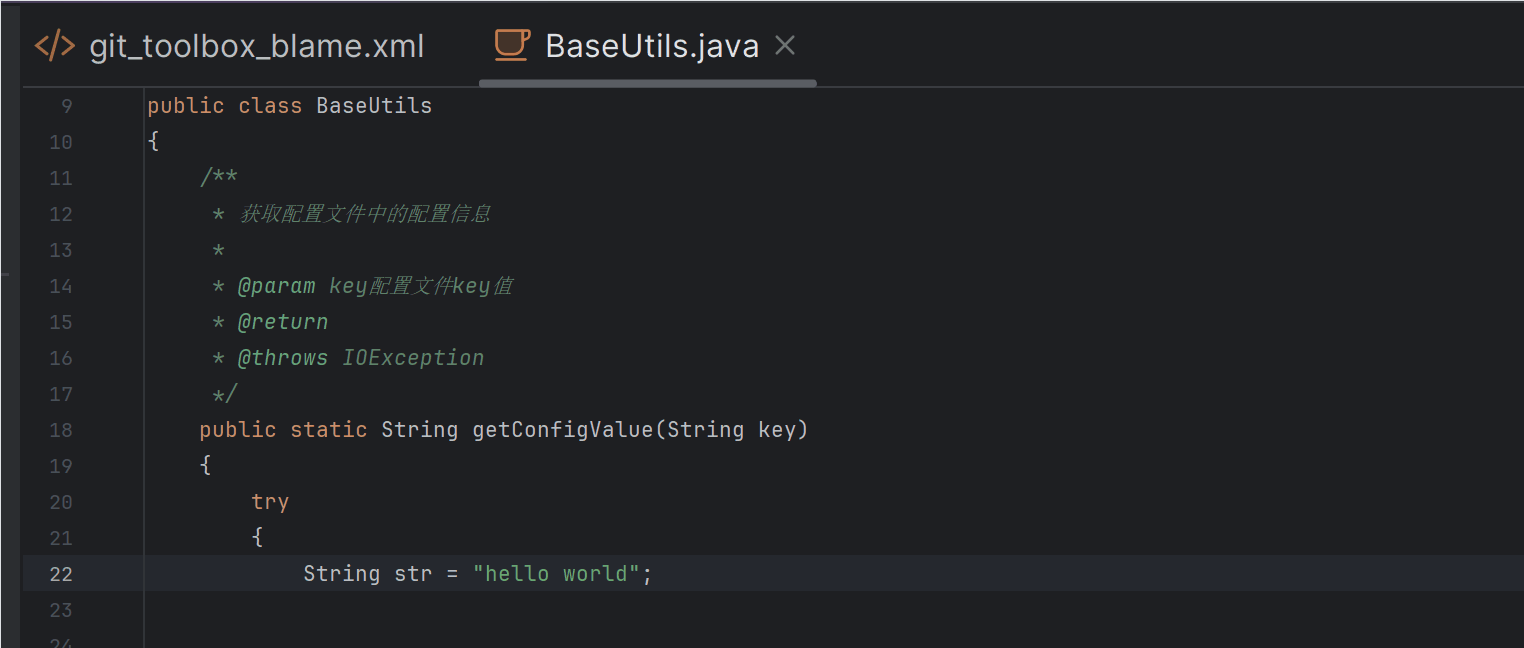 </> git_toolbox_blame.xml BaseUtils.java
9 public class BaseUtils
10 {
11 /**
12 * 获取配置文件中的配置信息
13 *
14 * @param key配置文件key值
15 * @return
16 * @throws IOException
17 */
18 public static String getConfigValue(String key)
19 {
20 try
21 {
22 String str = "hello world";
23
24